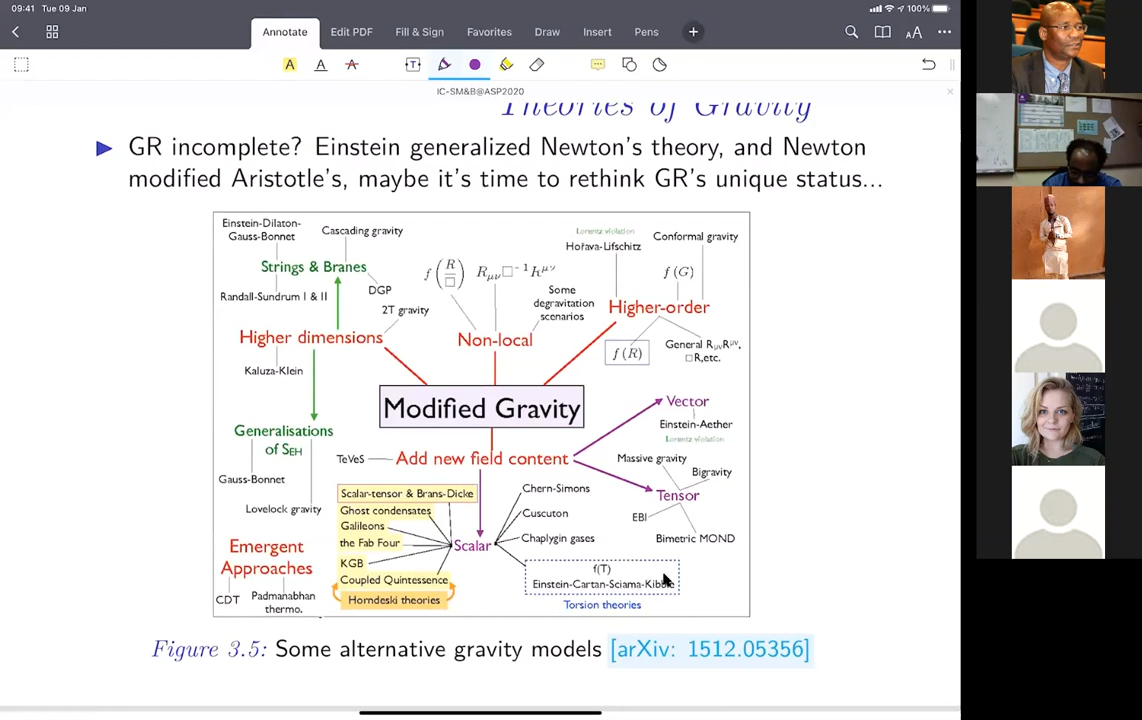 09:41 Tue 09 Jan
100%
Annotate Edit PDF Fill & Sign Favorites Draw Insert Pens
AA
A A A T
IC-SM&B@ASP2020
Theories of Gravity
GR incomplete? Einstein generalized Newton's theory, and Newton
modified Aristotle's, maybe it's time to rethink GR's unique status...
Einstein-Dilaton-
Gauss-Bonnet
Cascading gravity
Strings & Branes
Randall-Sundrum I & II
DGP
2T gravity
Higher dimensions
Kaluza-Klein
Generalisations
of S_EH
Gauss-Bonnet
Lovelock gravity
Emergent
Approaches
CDT
Padmanabhan
thermo.
f(R/□)
R_μν□⁻¹R^μν
Some
degravitation
scenarios
Non-local
Lorentz violation
Hořava-Lifschitz
Conformal gravity
f(G)
Higher-order
f(R)
General R_μνR^μν,
□R,etc.
Modified Gravity
Vector
Einstein-Aether
Lorentz violation
Massive gravity
Bigravity
Tensor
EBI
Bimetric MOND
TeVeS
Add new field content
Scalar-tensor & Brans-Dicke
Ghost condensates
Galileons
the Fab Four
KGB
Coupled Quintessence
Horndeski theories
Scalar
Chern-Simons
Cuscuton
Chaplygin gases
f(T)
Einstein-Cartan-Sciama-Kibble
Torsion theories
Figure 3.5: Some alternative gravity models [arXiv: 1512.05356]